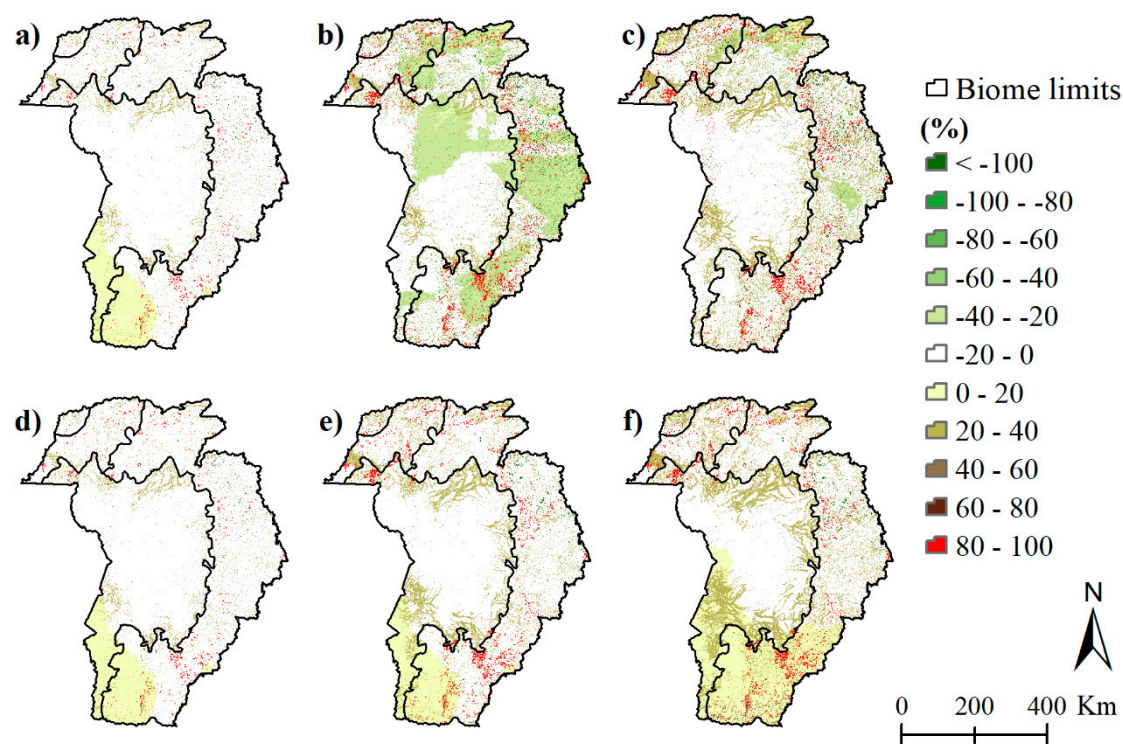 a)
b)
c)
d)
e)
f)
Biome limits
(%)
< -100
-100 - -80
-80 - -60
-60 - -40
-40 - -20
-20 - 0
0 - 20
20 - 40
40 - 60
60 - 80
80 - 100
N
0 200 400 Km